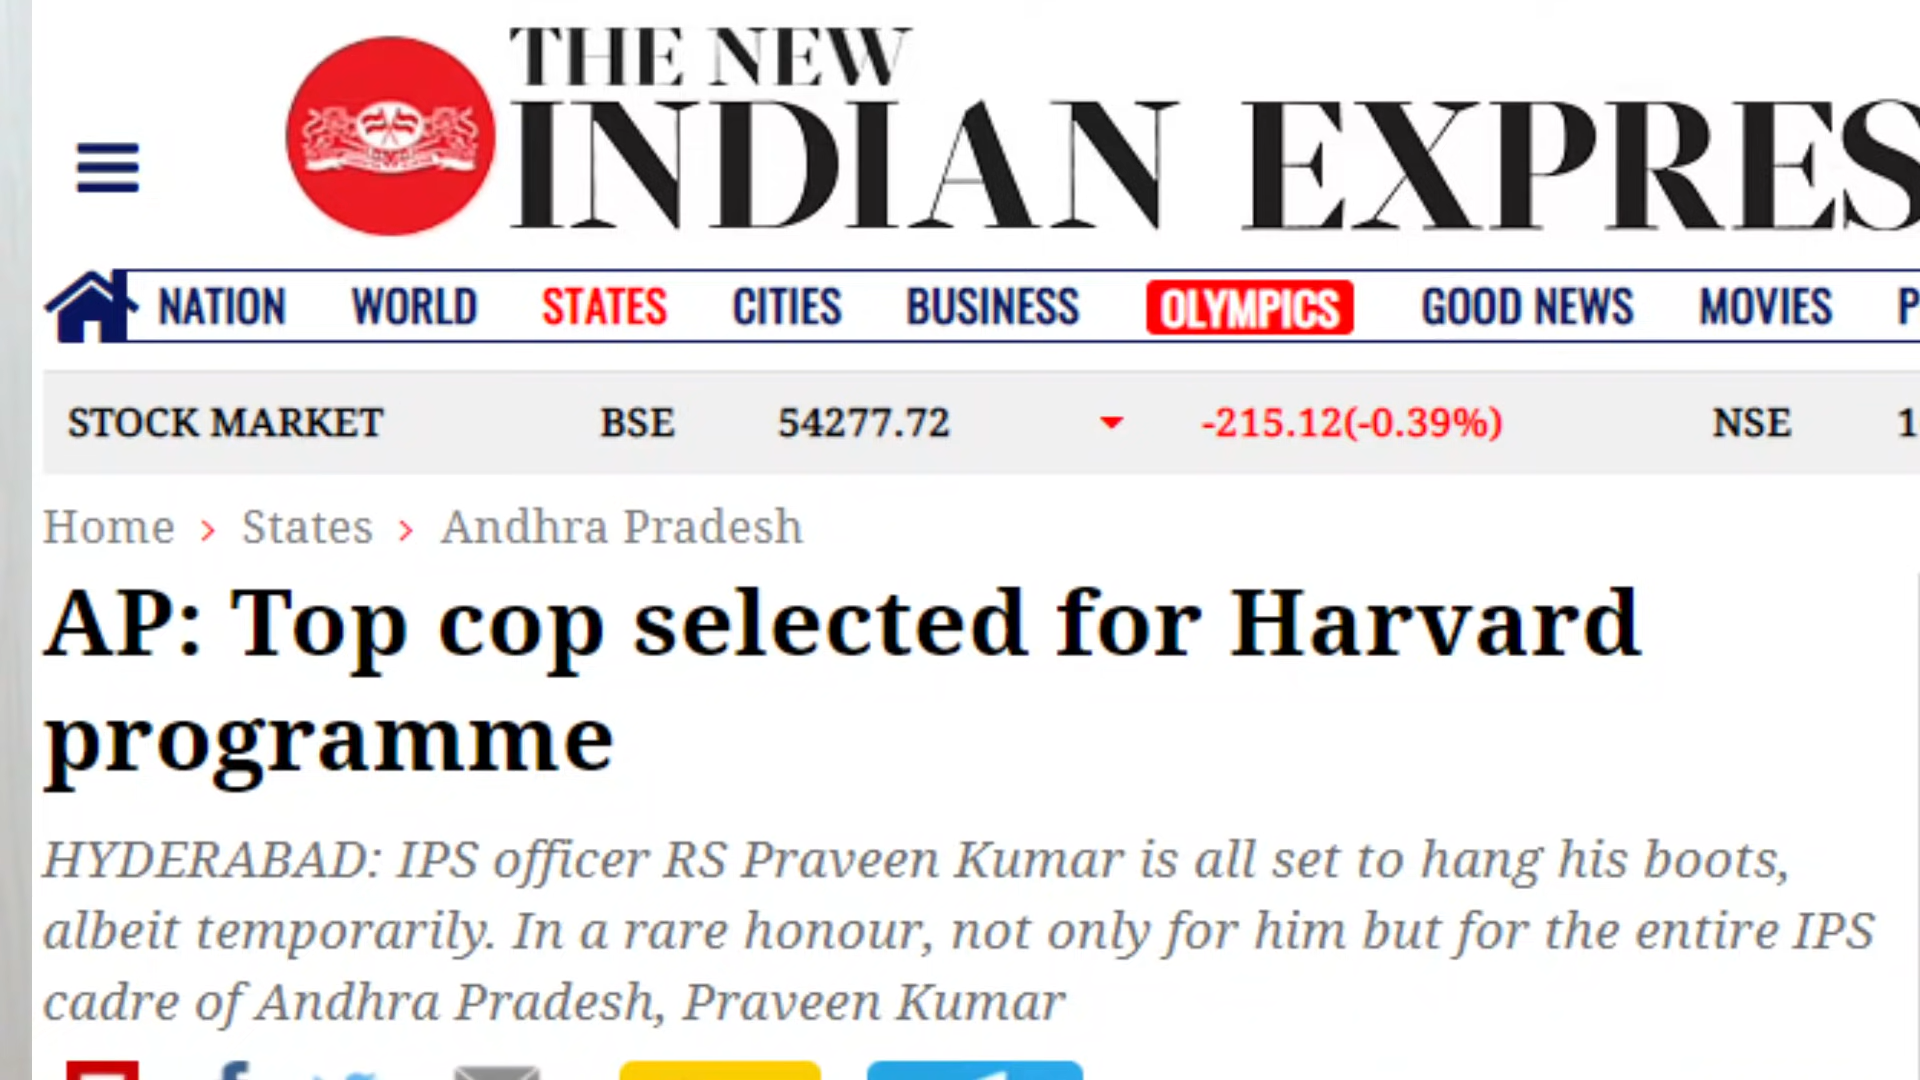 THE NEW
INDIAN EXPRES
NATION WORLD STATES CITIES BUSINESS OLYMPICS GOOD NEWS MOVIES P
STOCK MARKET BSE 54277.72 -215.12(-0.39%) NSE 1
Home > States > Andhra Pradesh
AP: Top cop selected for Harvard
programme
HYDERABAD: IPS officer RS Praveen Kumar is all set to hang his boots,
albeit temporarily. In a rare honour, not only for him but for the entire IPS
cadre of Andhra Pradesh, Praveen Kumar